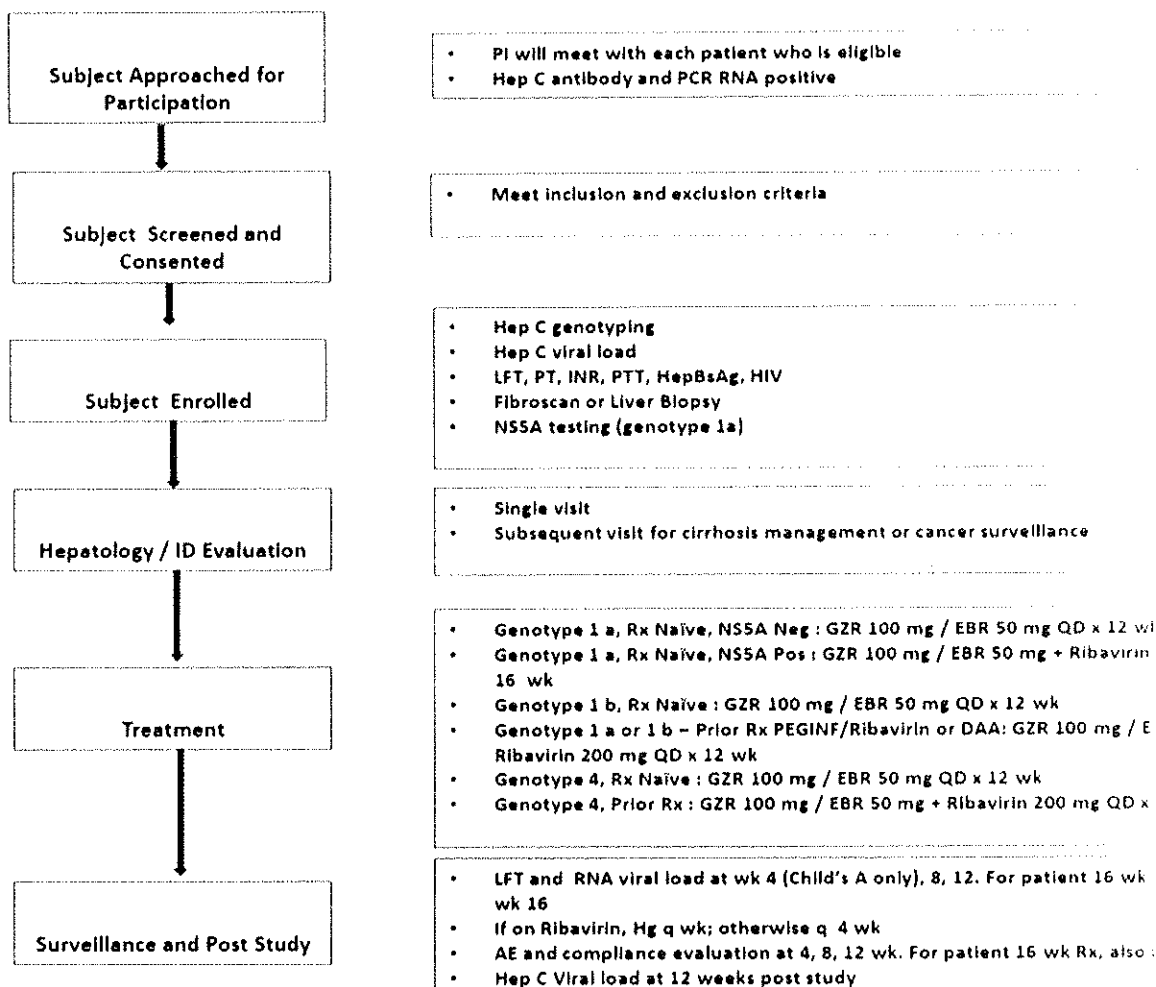 Subject Approached for
Participation
• PI will meet with each patient who is eligible
• Hep C antibody and PCR RNA positive
Subject Screened and
Consented
• Meet inclusion and exclusion criteria
Subject Enrolled
• Hep C genotyping
• Hep C viral load
• LFT, PT, INR, PTT, HepBsAg, HIV
• Fibroscan or Liver Biopsy
• NS5A testing (genotype 1a)
Hepatology / ID Evaluation
• Single visit
• Subsequent visit for cirrhosis management or cancer surveillance
Treatment
• Genotype 1 a, Rx Naïve, NS5A Neg : GZR 100 mg / EBR 50 mg QD x 12
• Genotype 1 a, Rx Naïve, NS5A Pos : GZR 100 mg / EBR 50 mg + Ribavirin
16 wk
• Genotype 1 b, Rx Naïve : GZR 100 mg / EBR 50 mg QD x 12 wk
• Genotype 1 a or 1 b – Prior Rx PEGINF/Ribavirin or DAA: GZR 100 mg / E
Ribavirin 200 mg QD x 12 wk
• Genotype 4, Rx Naïve : GZR 100 mg / EBR 50 mg QD x 12 wk
• Genotype 4, Prior Rx : GZR 100 mg / EBR 50 mg + Ribavirin 200 mg QD x
Surveillance and Post Study
• LFT and RNA viral load at wk 4 (Child's A only), 8, 12. For patient 16 wk
wk 16
• If on Ribavirin, Hg q wk; otherwise q 4 wk
• AE and compliance evaluation at 4, 8, 12 wk. For patient 16 wk Rx, also
• Hep C Viral load at 12 weeks post study